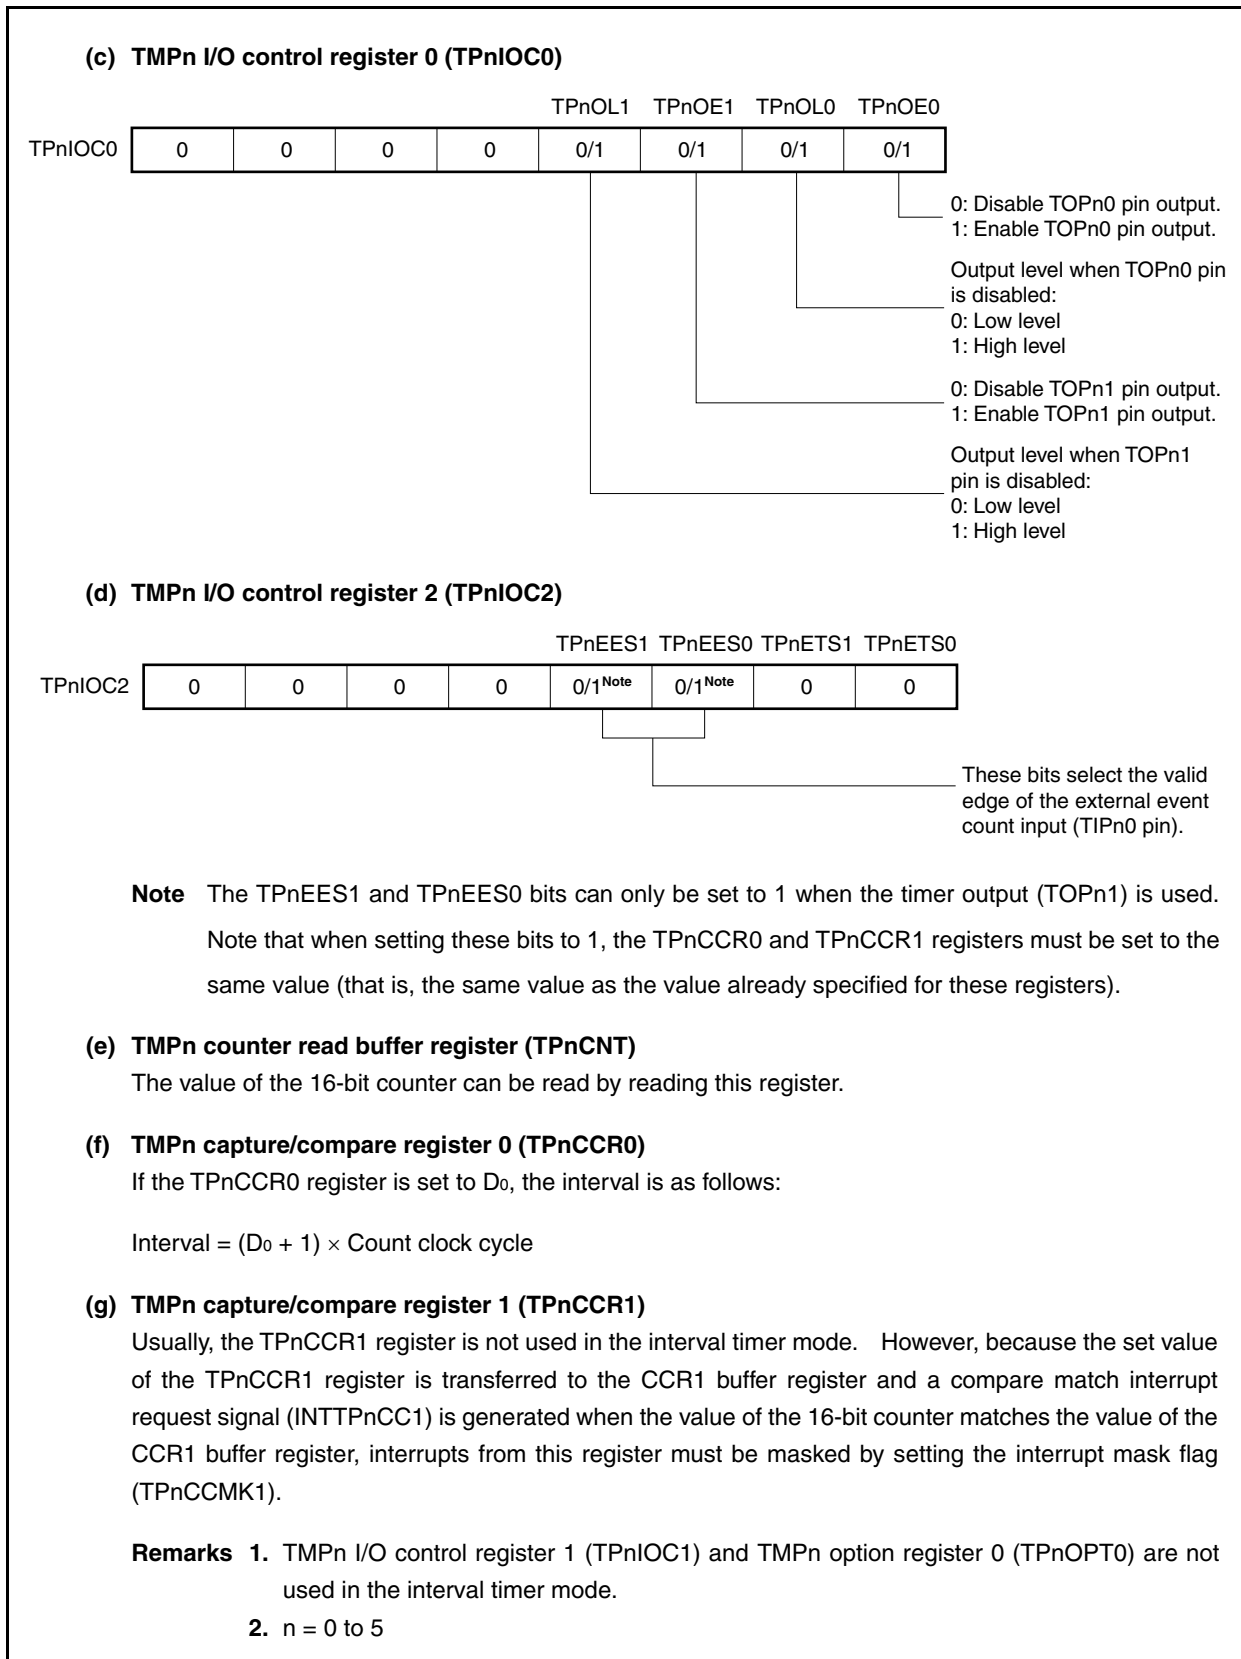 (c) TMPn I/O control register 0 (TPnIOC0)
TPnOL1 TPnOE1 TPnOL0 TPnOE0
TPnIOC0 0 0 0 0 0/1 0/1 0/1 0/1
0: Disable TOPn0 pin output.
1: Enable TOPn0 pin output.
Output level when TOPn0 pin
is disabled:
0: Low level
1: High level
0: Disable TOPn1 pin output.
1: Enable TOPn1 pin output.
Output level when TOPn1
pin is disabled:
0: Low level
1: High level
(d) TMPn I/O control register 2 (TPnIOC2)
TPnEES1 TPnEES0 TPnETS1 TPnETS0
TPnIOC2 0 0 0 0 0/1Note 0/1Note 0 0
These bits select the valid
edge of the external event
count input (TIPn0 pin).
Note The TPnEES1 and TPnEES0 bits can only be set to 1 when the timer output (TOPn1) is used.
Note that when setting these bits to 1, the TPnCCR0 and TPnCCR1 registers must be set to the
same value (that is, the same value as the value already specified for these registers).
(e) TMPn counter read buffer register (TPnCNT)
The value of the 16-bit counter can be read by reading this register.
(f) TMPn capture/compare register 0 (TPnCCR0)
If the TPnCCR0 register is set to D0, the interval is as follows:
Interval = (D0 + 1) × Count clock cycle
(g) TMPn capture/compare register 1 (TPnCCR1)
Usually, the TPnCCR1 register is not used in the interval timer mode. However, because the set value
of the TPnCCR1 register is transferred to the CCR1 buffer register and a compare match interrupt
request signal (INTTPnCC1) is generated when the value of the 16-bit counter matches the value of the
CCR1 buffer register, interrupts from this register must be masked by setting the interrupt mask flag
(TPnCCMK1).
Remarks 1. TMPn I/O control register 1 (TPnIOC1) and TMPn option register 0 (TPnOPT0) are not
used in the interval timer mode.
2. n = 0 to 5